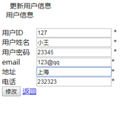 更新用户信息
用户信息
用户ID 127 *
用户姓名 小王 *
用户密码 23345 *
email 123@qq *
地址 上海 *
电话 232323 *
修改 返回